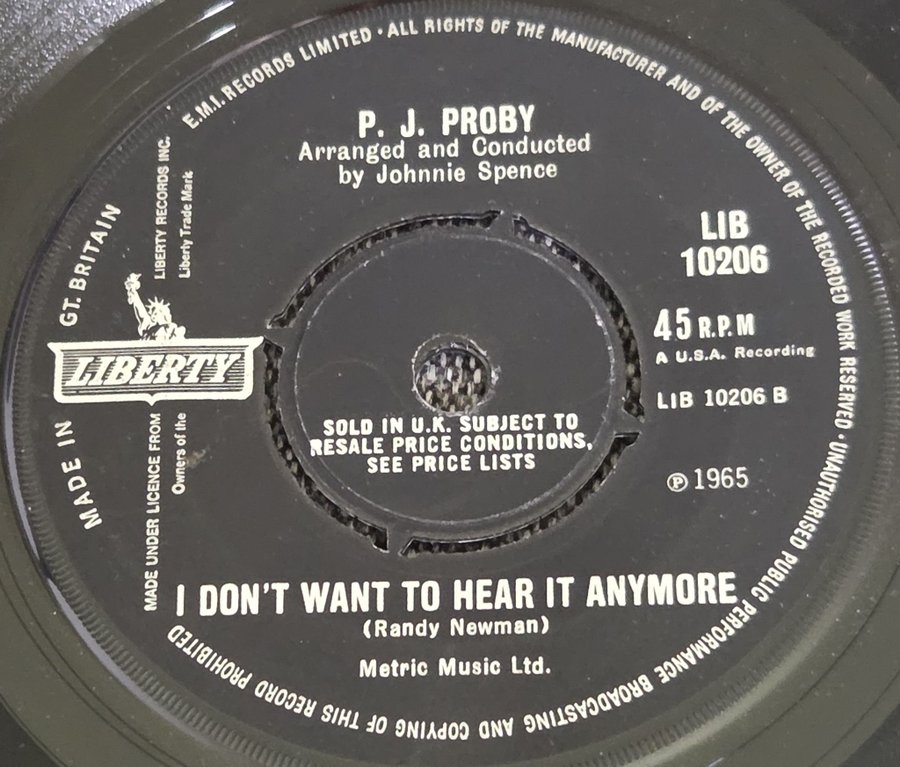 E.M.I. RECORDS LIMITED · ALL RIGHTS OF THE MANUFACTURER AND OF THE OWNER OF THE RECORDED WORK RESERVED · UNAUTHORISED PUBLIC PERFORMANCE BROADCASTING AND COPYING OF THIS RECORD PROHIBITED
MADE IN GT. BRITAIN
P. J. PROBY
Arranged and Conducted
by Johnnie Spence
LIBERTY RECORDS INC.
Liberty Trade Mark
LIBERTY
MADE UNDER LICENCE FROM
Owners of the
LIB
10206
45 R.P.M
A U.S.A. Recording
LIB 10206 B
℗ 1965
SOLD IN U.K. SUBJECT TO
RESALE PRICE CONDITIONS,
SEE PRICE LISTS
I DON'T WANT TO HEAR IT ANYMORE
(Randy Newman)
Metric Music Ltd.